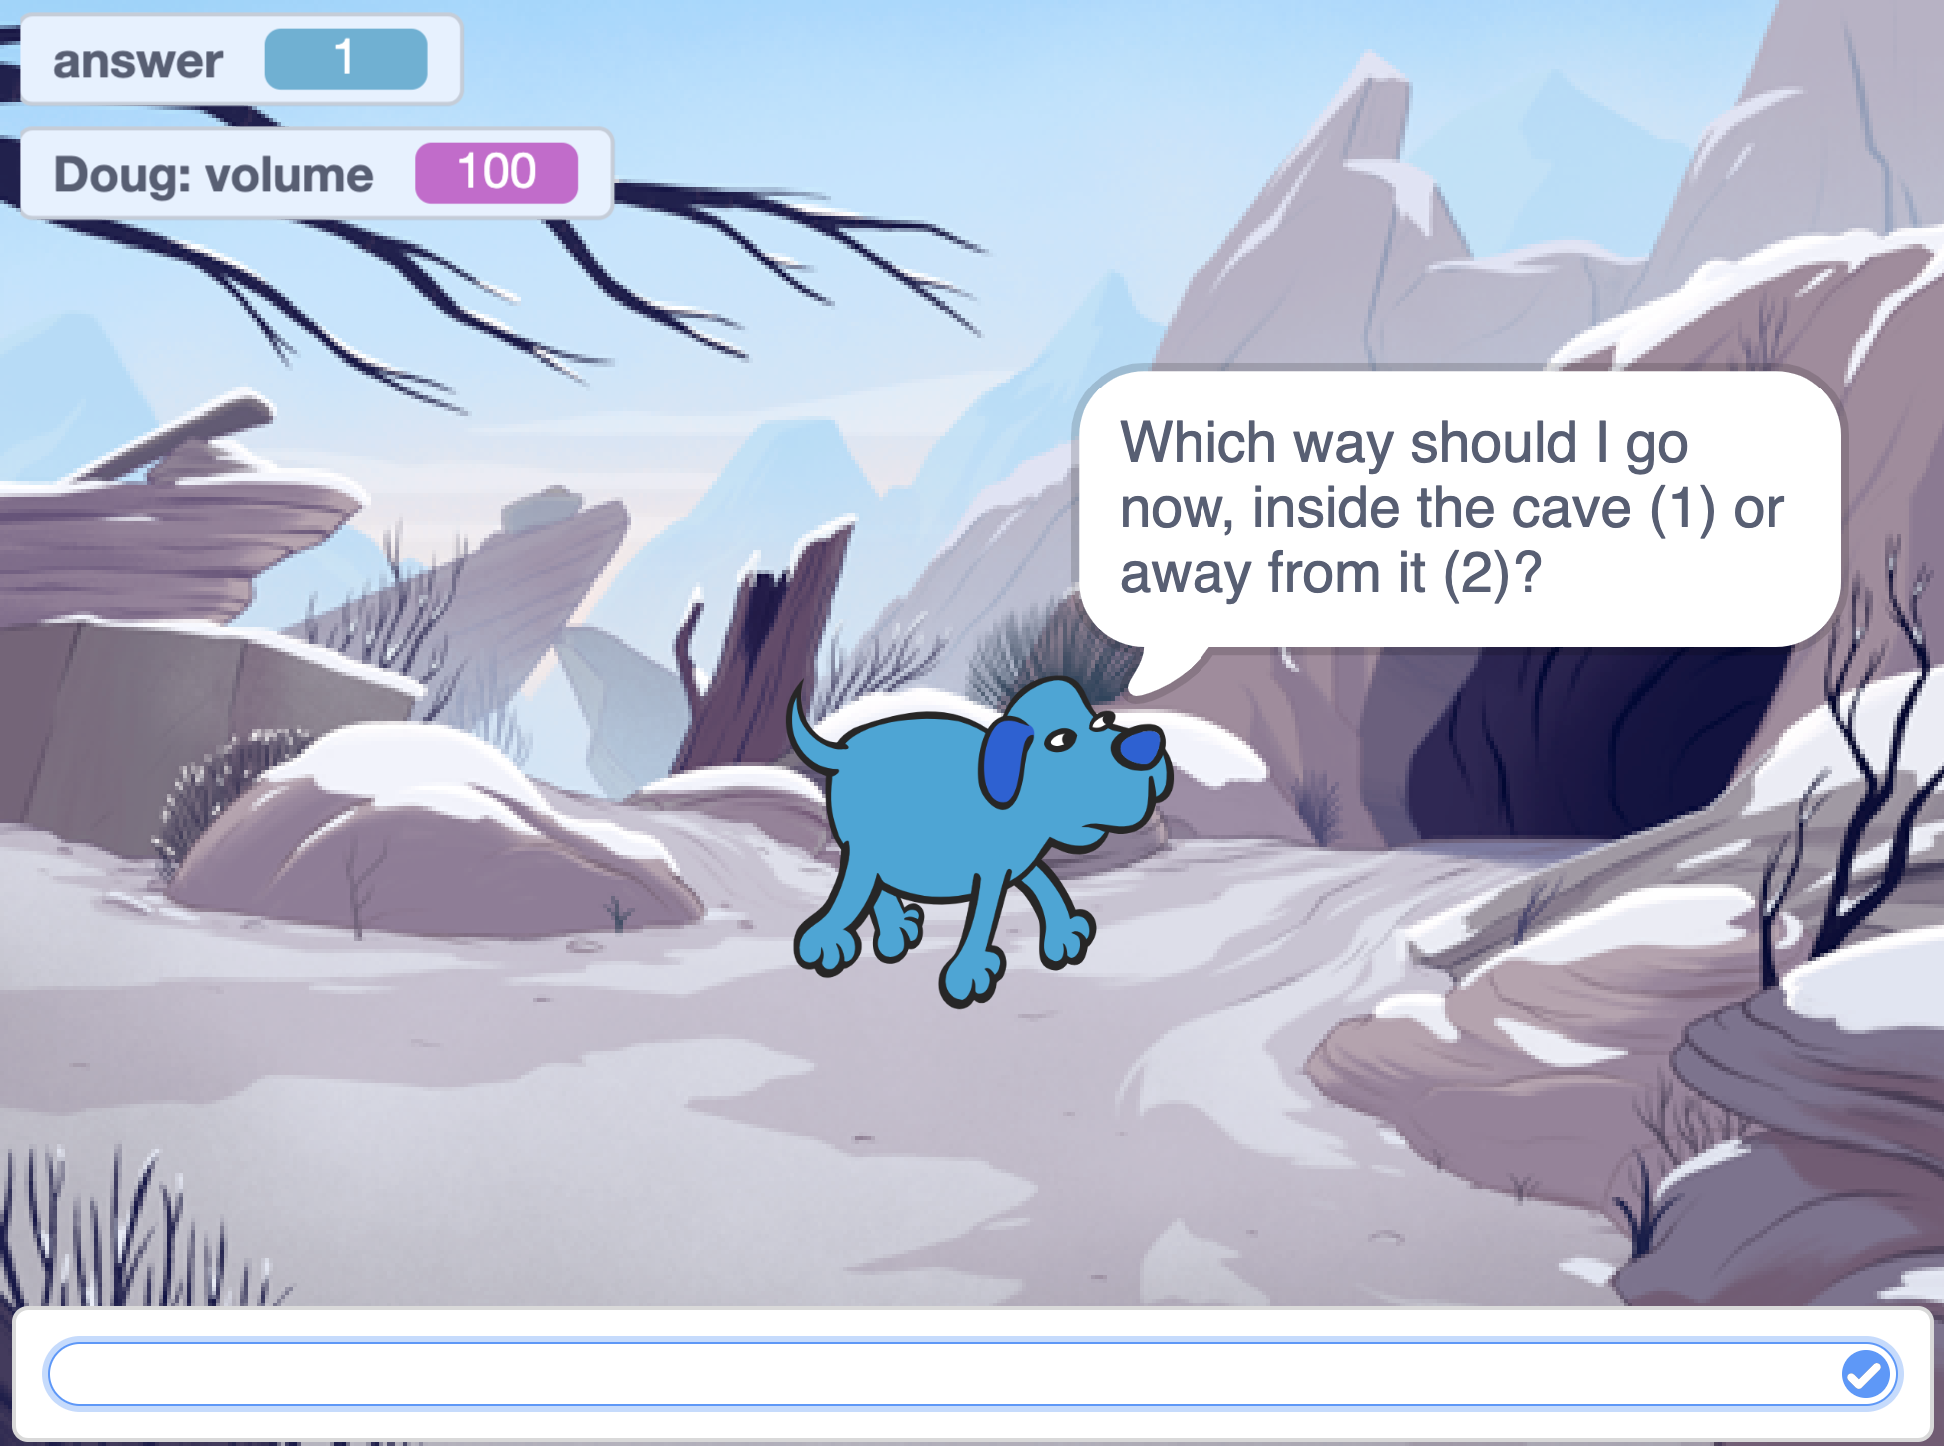 answer 1
Doug: volume 100
Which way should I go
now, inside the cave (1) or
away from it (2)?